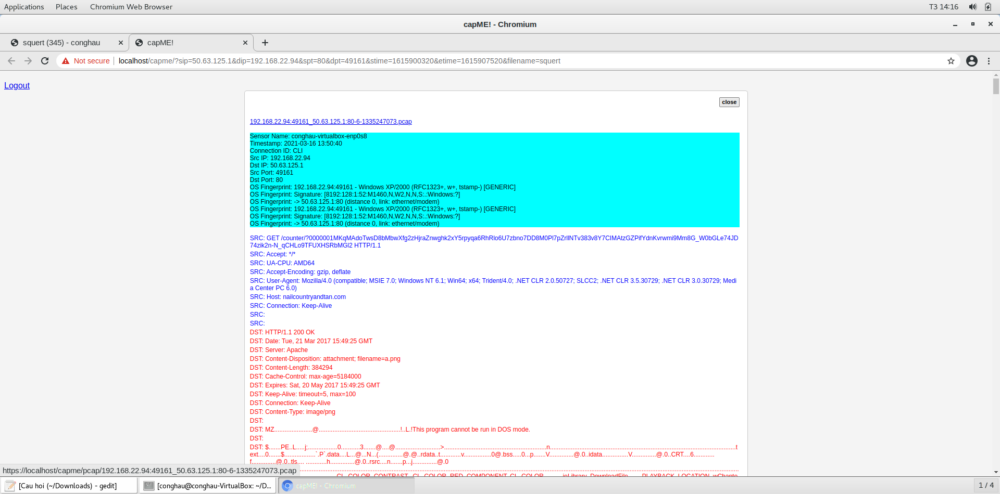 Applications Places Chromium Web Browser T3 14:16
capME! - Chromium
squert (345) - conghau capME!
Not secure localhost/capme/?sip=50.63.125.1&dip=192.168.22.94&spt=80&dpt=49161&stime=1615900320&etime=1615907520&filename=squert
Logout
close
192.168.22.94:49161_50.63.125.1:80-6-1335247073.pcap
Sensor Name: conghau-virtualbox-enp0s8
Timestamp: 2021-03-16 13:50:40
Connection ID: CLI
Src IP: 192.168.22.94
Dst IP: 50.63.125.1
Src Port: 49161
Dst Port: 80
OS Fingerprint: 192.168.22.94:49161 - Windows XP/2000 (RFC1323+, w+, tstamp-) [GENERIC]
OS Fingerprint: Signature: [8192:128:1:52:M1460,N,W2,N,N,S:.:Windows:?]
OS Fingerprint: -> 50.63.125.1:80 (distance 0, link: ethernet/modem)
OS Fingerprint: 192.168.22.94:49161 - Windows XP/2000 (RFC1323+, w+, tstamp-) [GENERIC]
OS Fingerprint: Signature: [8192:128:1:52:M1460,N,W2,N,N,S:.:Windows:?]
OS Fingerprint: -> 50.63.125.1:80 (distance 0, link: ethernet/modem)
SRC: GET /counter/?0000001MKqMAdoTwsD8bMbwXfg2zHjraZnwghk2xY5rpyqa6RhRlo6U7zbno7DD8M0Pl7pZrllNTv383v8Y7CIMAtzGZPifYdnKvrwmi9Mm8G_W0bGLe74JD
74zik2n-N_qCHLo9TFUXHSRbMGl2 HTTP/1.1
SRC: Accept: */*
SRC: UA-CPU: AMD64
SRC: Accept-Encoding: gzip, deflate
SRC: User-Agent: Mozilla/4.0 (compatible; MSIE 7.0; Windows NT 6.1; Win64; x64; Trident/4.0; .NET CLR 2.0.50727; SLCC2; .NET CLR 3.5.30729; .NET CLR 3.0.30729; Medi
a Center PC 6.0)
SRC: Host: nailcountryandtan.com
SRC: Connection: Keep-Alive
SRC:
SRC:
DST: HTTP/1.1 200 OK
DST: Date: Tue, 21 Mar 2017 15:49:25 GMT
DST: Server: Apache
DST: Content-Disposition: attachment; filename=a.png
DST: Content-Length: 384294
DST: Cache-Control: max-age=5184000
DST: Expires: Sat, 20 May 2017 15:49:25 GMT
DST: Keep-Alive: timeout=5, max=100
DST: Connection: Keep-Alive
DST: Content-Type: image/png
DST:
DST: MZ......................@...............................................!..L.!This program cannot be run in DOS mode.
DST:
DST: $.......PE..L.....j;.................0...........3.......@....@..........................>...........................................................n.............................................................................................................t
ext....0.......$..................`.P`.data....L...@...N...(..............@.@..rdata..t............v................0@.bss.....0...p.......V..............@.0..idata...............V..............@.0..CRT....6............
f..............@.0..tls.... ............h..............@.0..rsrc....n.......p...j..............@.0
CL_COLOR_CONTRAST CL_COLOR_RED_COMPONENT CL_COLOR ioLibrary DownloadFile PLAYBACK_LOCATION wChapte
https://localhost/capme/pcap/192.168.22.94:49161_50.63.125.1:80-6-1335247073.pcap
[Cau hoi (~/Downloads) - gedit] [conghau@conghau-VirtualBox: ~/D... capME! - Chromium 1 / 4